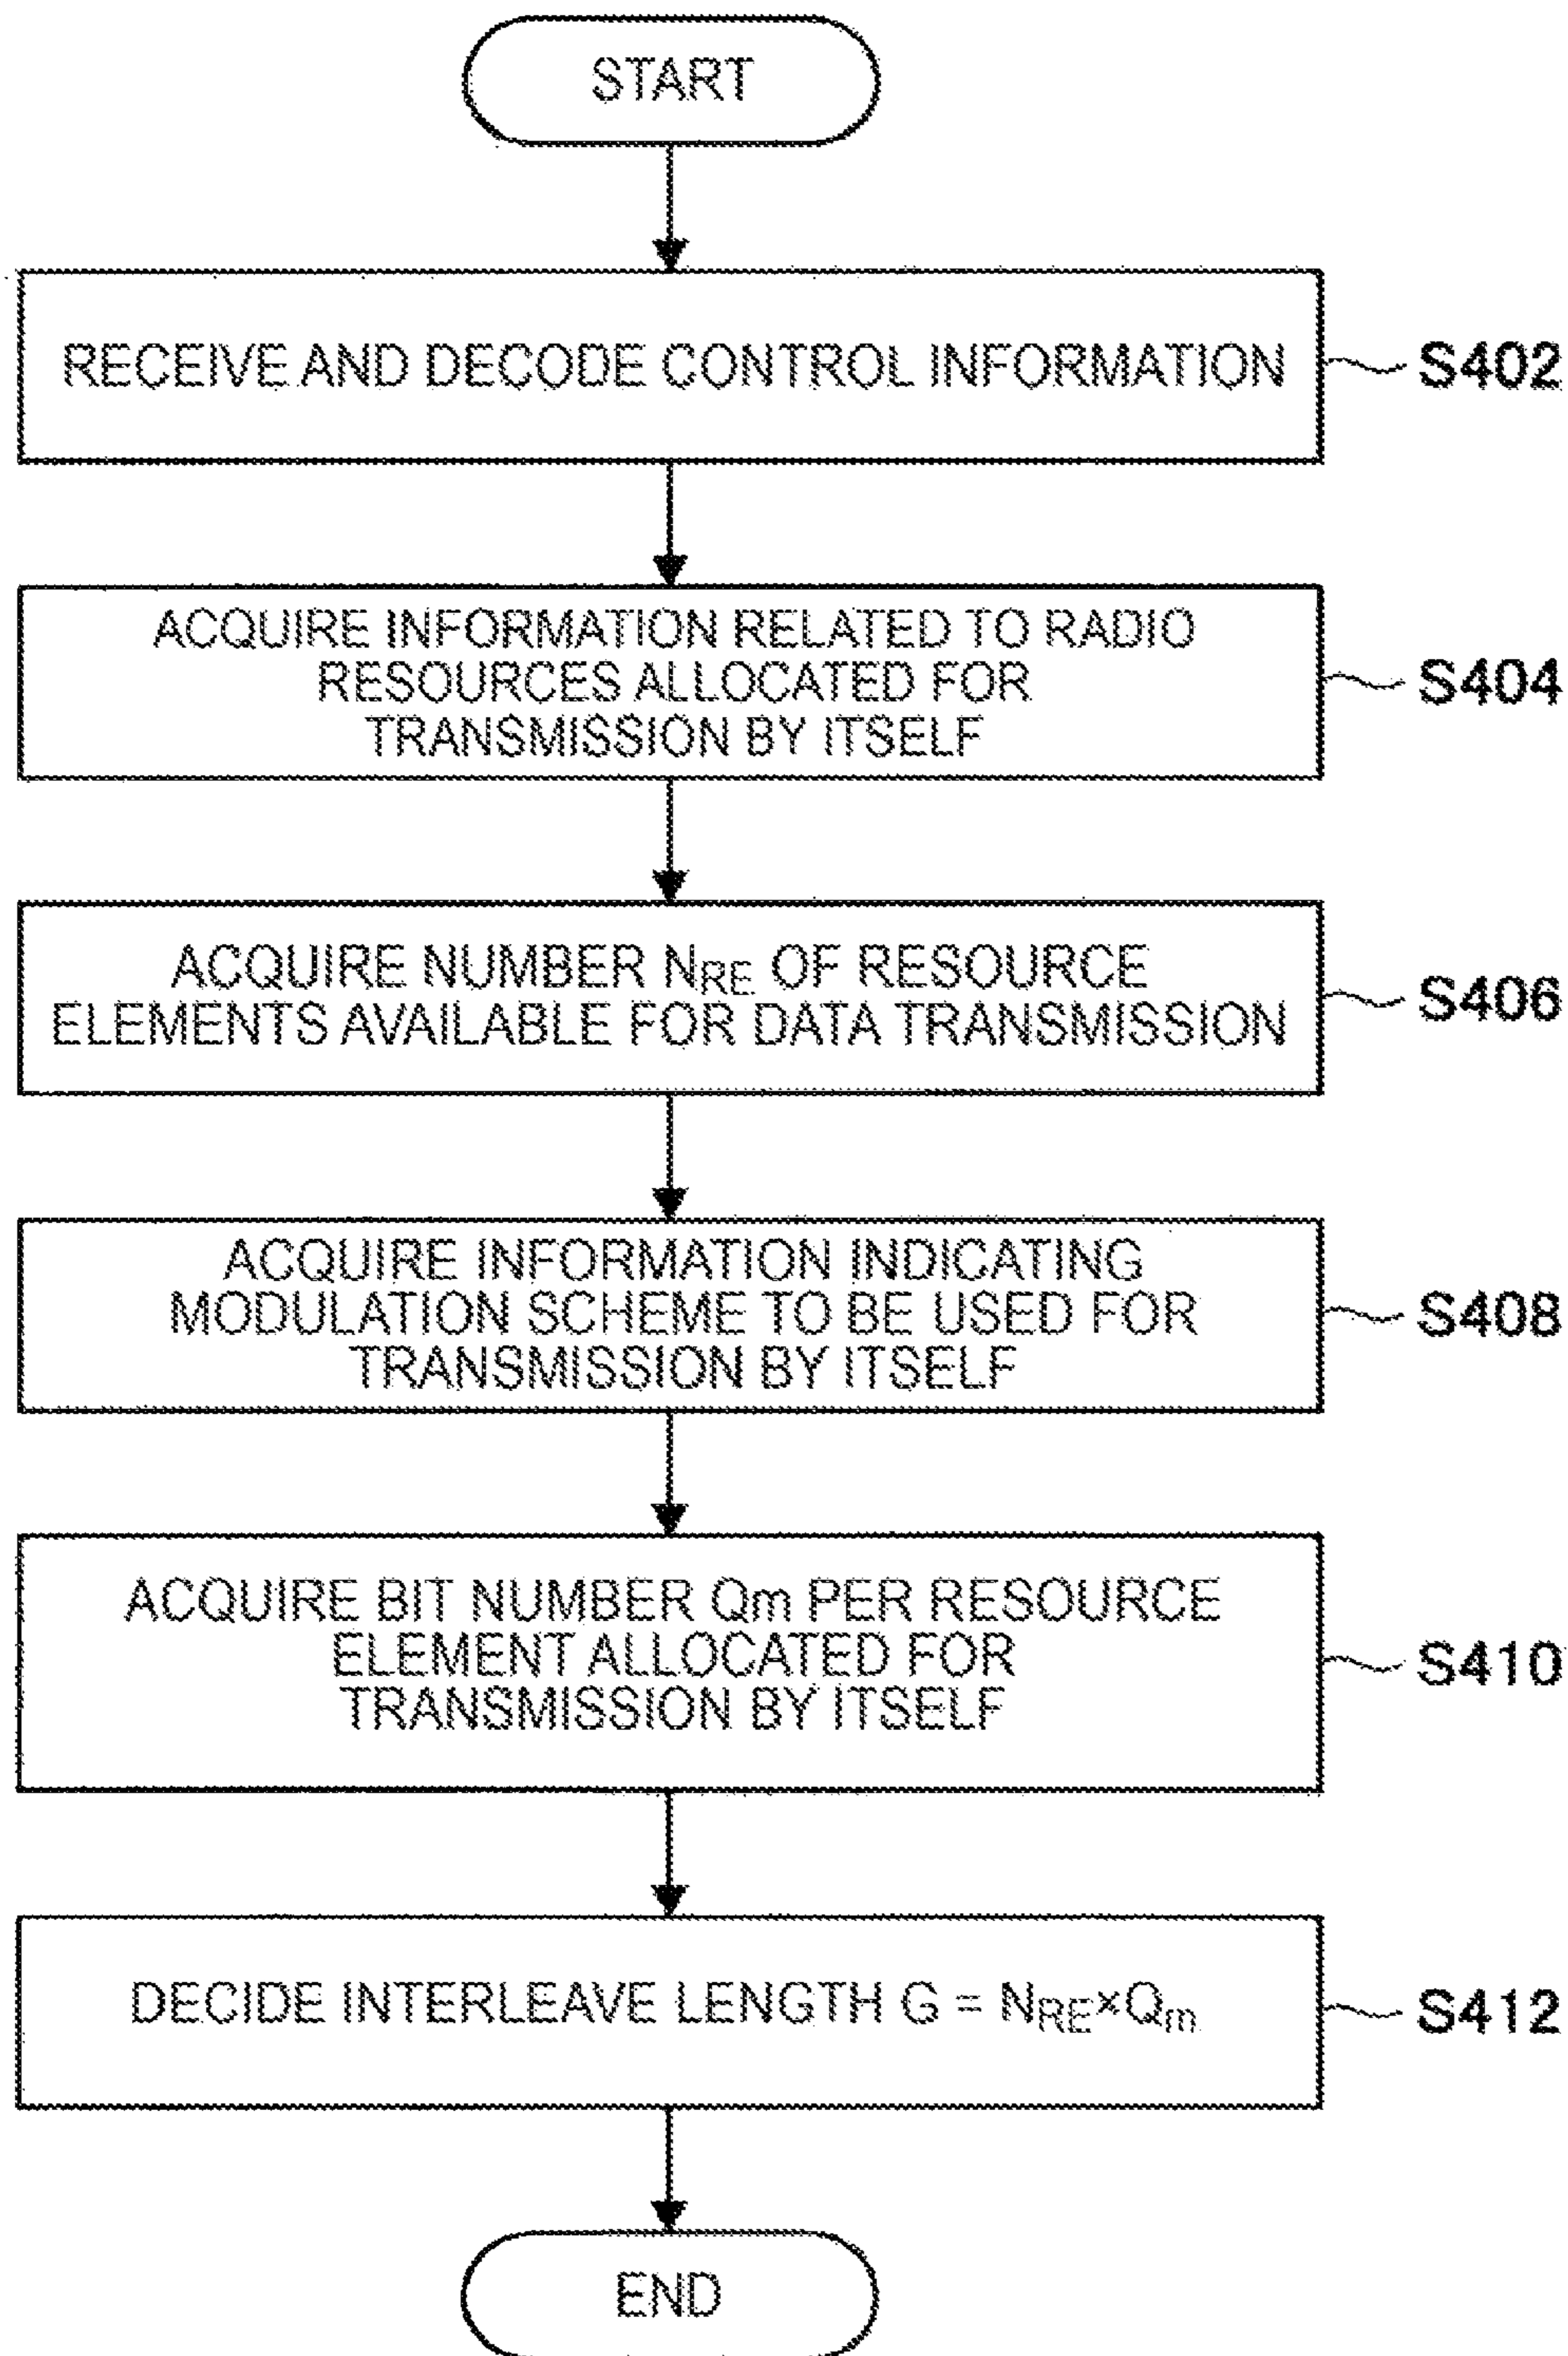 START
RECEIVE AND DECODE CONTROL INFORMATION
S402
ACQUIRE INFORMATION RELATED TO RADIO
RESOURCES ALLOCATED FOR
TRANSMISSION BY ITSELF
S404
ACQUIRE NUMBER NRE OF RESOURCE
ELEMENTS AVAILABLE FOR DATA TRANSMISSION
S406
ACQUIRE INFORMATION INDICATING
MODULATION SCHEME TO BE USED FOR
TRANSMISSION BY ITSELF
S408
ACQUIRE BIT NUMBER Qm PER RESOURCE
ELEMENT ALLOCATED FOR
TRANSMISSION BY ITSELF
S410
DECIDE INTERLEAVE LENGTH G = NRE×Qm
S412
END